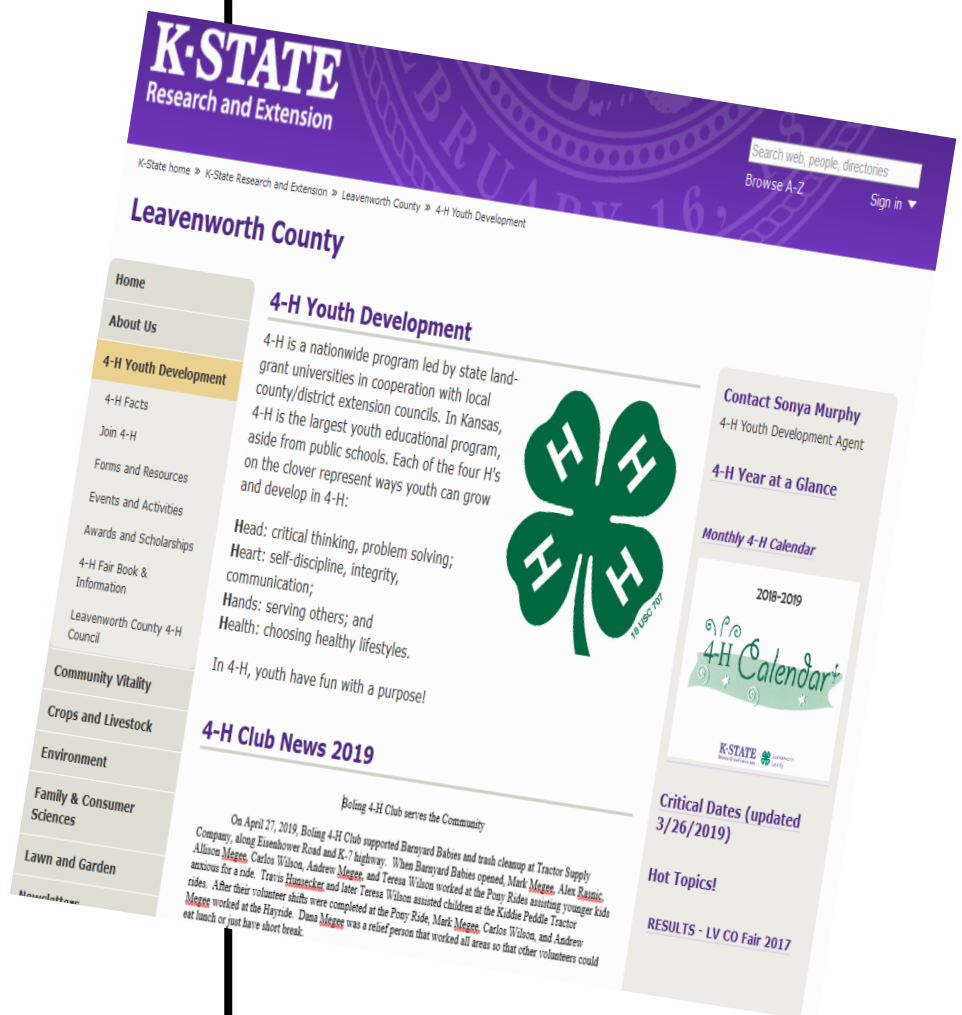 K-STATE
Research and Extension
Search web, people, directories
Browse A-Z
Sign in
K-State home » K-State Research and Extension » Leavenworth County » 4-H Youth Development
Leavenworth County
Home
About Us
4-H Youth Development
4-H Facts
Join 4-H
Forms and Resources
Events and Activities
Awards and Scholarships
4-H Fair Book &
Information
Leavenworth County 4-H
Council
Community Vitality
Crops and Livestock
Environment
Family & Consumer
Sciences
Lawn and Garden
Newsletters
4-H Youth Development
4-H is a nationwide program led by state land-
grant universities in cooperation with local
county/district extension councils. In Kansas,
4-H is the largest youth educational program,
aside from public schools. Each of the four H's
on the clover represent ways youth can grow
and develop in 4-H:
Head: critical thinking, problem solving;
Heart: self-discipline, integrity,
communication;
Hands: serving others; and
Health: choosing healthy lifestyles.
In 4-H, youth have fun with a purpose!
H H
H H
18 USC 707
4-H Club News 2019
Boling 4-H Club serves the Community
On April 27, 2019, Boling 4-H Club supported Barnyard Babies and trash cleanup at Tractor Supply
Company, along Eisenhower Road and K-7 highway. When Barnyard Babies opened, Mark Megee, Alex Rasnic,
Allison Megee, Carlos Wilson, Andrew Megee, and Teresa Wilson worked at the Pony Rides assisting younger kids
anxious for a ride. Travis Hunsecker and later Teresa Wilson assisted children at the Kiddie Peddle Tractor
rides. After their volunteer shifts were completed at the Pony Ride, Mark Megee, Carlos Wilson, and Andrew
Megee worked at the Hayride. Dana Megee was a relief person that worked all areas so that other volunteers could
eat lunch or just have short break.
Contact Sonya Murphy
4-H Youth Development Agent
4-H Year at a Glance
Monthly 4-H Calendar
2018-2019
4-H Calendar
K-STATE
Critical Dates (updated
3/26/2019)
Hot Topics!
RESULTS - LV CO Fair 2017